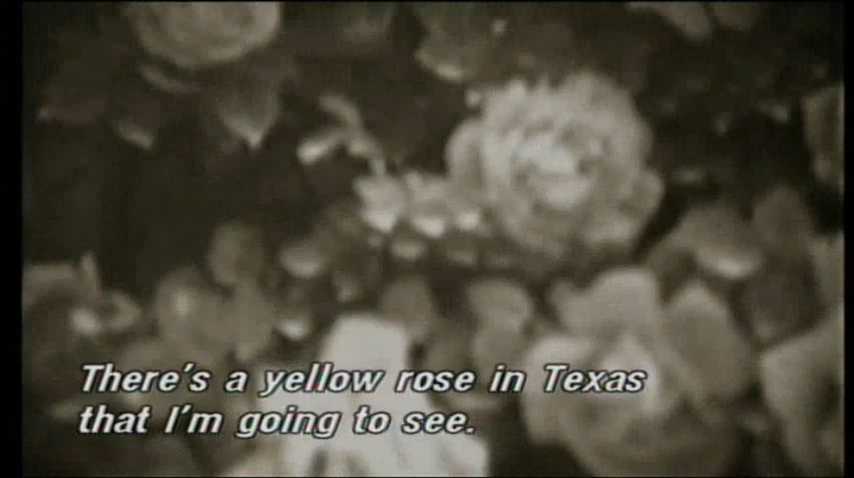 There's a yellow rose in Texas
that I'm going to see.